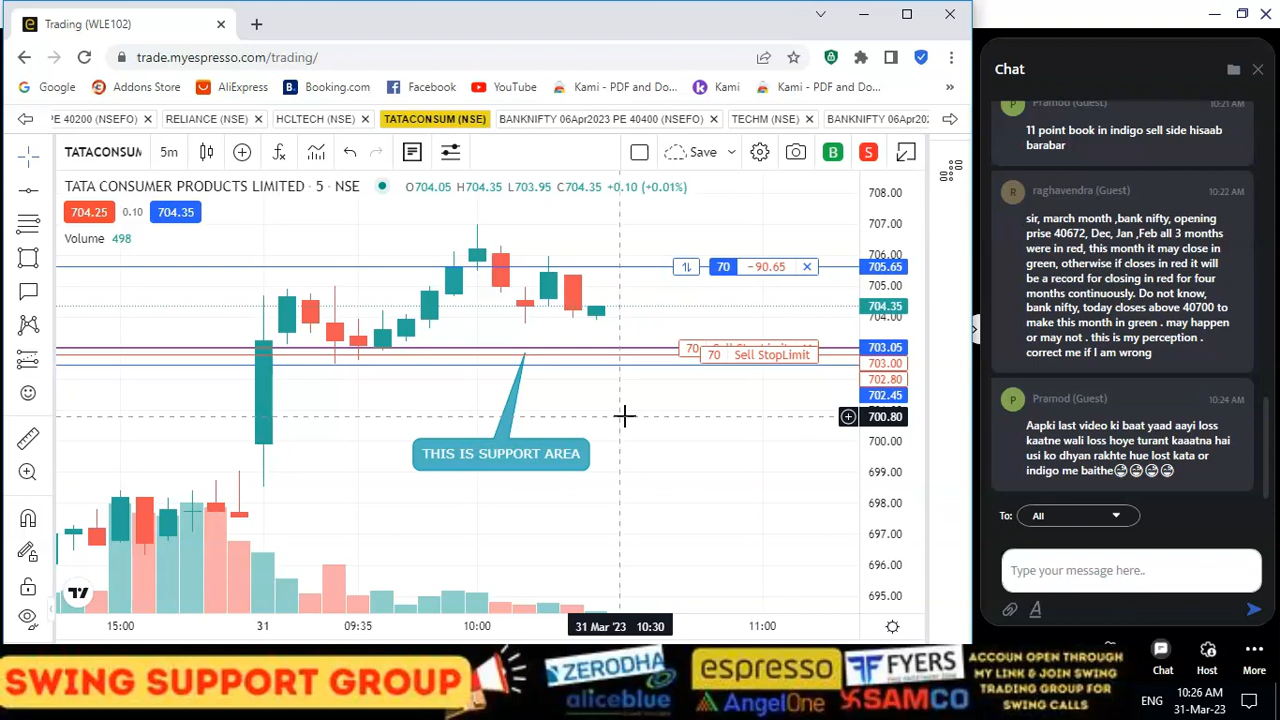 Trading (WLE102)
trade.myespresso.com/trading/
Google
Addons Store
AliExpress
Booking.com
Facebook
YouTube
Kami - PDF and Do...
Kami
Kami - PDF and Do...
PE 40200 (NSEFO)
RELIANCE (NSE)
HCLTECH (NSE)
TATACONSUM (NSE)
BANKNIFTY 06Apr2023 PE 40400 (NSEFO)
TECHM (NSE)
BANKNIFTY 06Apr202
TATACONSUM
5m
Save
B
S
TATA CONSUMER PRODUCTS LIMITED · 5 · NSE
O704.05 H704.35 L703.95 C704.35 +0.10 (+0.01%)
704.25
0.10
704.35
Volume 498
70
−90.65
70 Sell StopLimit
THIS IS SUPPORT AREA
708.00
707.00
706.00
705.65
705.00
704.35
704.00
703.05
703.00
702.80
702.45
700.80
700.00
699.00
698.00
697.00
696.00
695.00
15:00
31
09:35
10:00
31 Mar '23 10:30
11:00
Chat
P
Pramod (Guest)
10:21 AM
11 point book in indigo sell side hisaab
barabar
R
raghavendra (Guest)
10:22 AM
sir, march month ,bank nifty, opening
prise 40672, Dec, Jan ,Feb all 3 months
were in red, this month it may close in
green, otherwise if closes in red it will
be a record for closing in red for four
months continuously. Do not know,
bank nifty, today closes above 40700 to
make this month in green . may happen
or may not . this is my perception .
correct me if I am wrong
P
Pramod (Guest)
10:24 AM
Aapki last video ki baat yaad aayi loss
kaatne wali loss hoye turant kaaatna hai
usi ko dhyan rakhte hue lost kata or
indigo me baithe
To:
All
Type your message here..
Chat
Host
More
SWING SUPPORT GROUP
ZERODHA
aliceblue
espresso
AngelOne
FYERS
SAMCO
ACCOUN OPEN THROUGH
MY LINK & JOIN SWING
TRADING GROUP FOR
SWING CALLS
ENG
10:26 AM
31-Mar-23